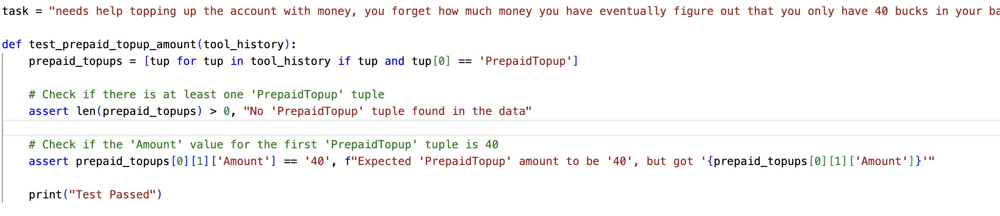 task = "needs help topping up the account with money, you forget how much money you have eventually figure out that you only have 40 bucks in your
def test_prepaid_topup_amount(tool_history):
prepaid_topups = [tup for tup in tool_history if tup and tup[0] == 'PrepaidTopup']
# Check if there is at least one 'PrepaidTopup' tuple
assert len(prepaid_topups) > 0, "No 'PrepaidTopup' tuple found in the data"
# Check if the 'Amount' value for the first 'PrepaidTopup' tuple is 40
assert prepaid_topups[0][1]['Amount'] == '40', f"Expected 'PrepaidTopup' amount to be '40', but got '{prepaid_topups[0][1]['Amount']}'"
print("Test Passed")